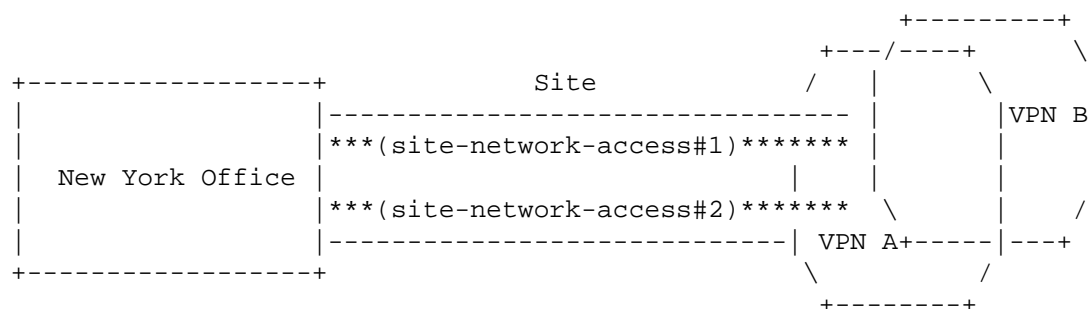 +---------+
                                                    +---/----+      \
+------------------+             Site              /   |      \      |
|                  |--------------------------------- |       |VPN B
|                  |***(site-network-access#1)******* |       |
|  New York Office |                              |    |       |
|                  |***(site-network-access#2)*******  \      |    /
|                  |-----------------------------| VPN A+-----|---+
+------------------+                               \         /
                                                    +--------+